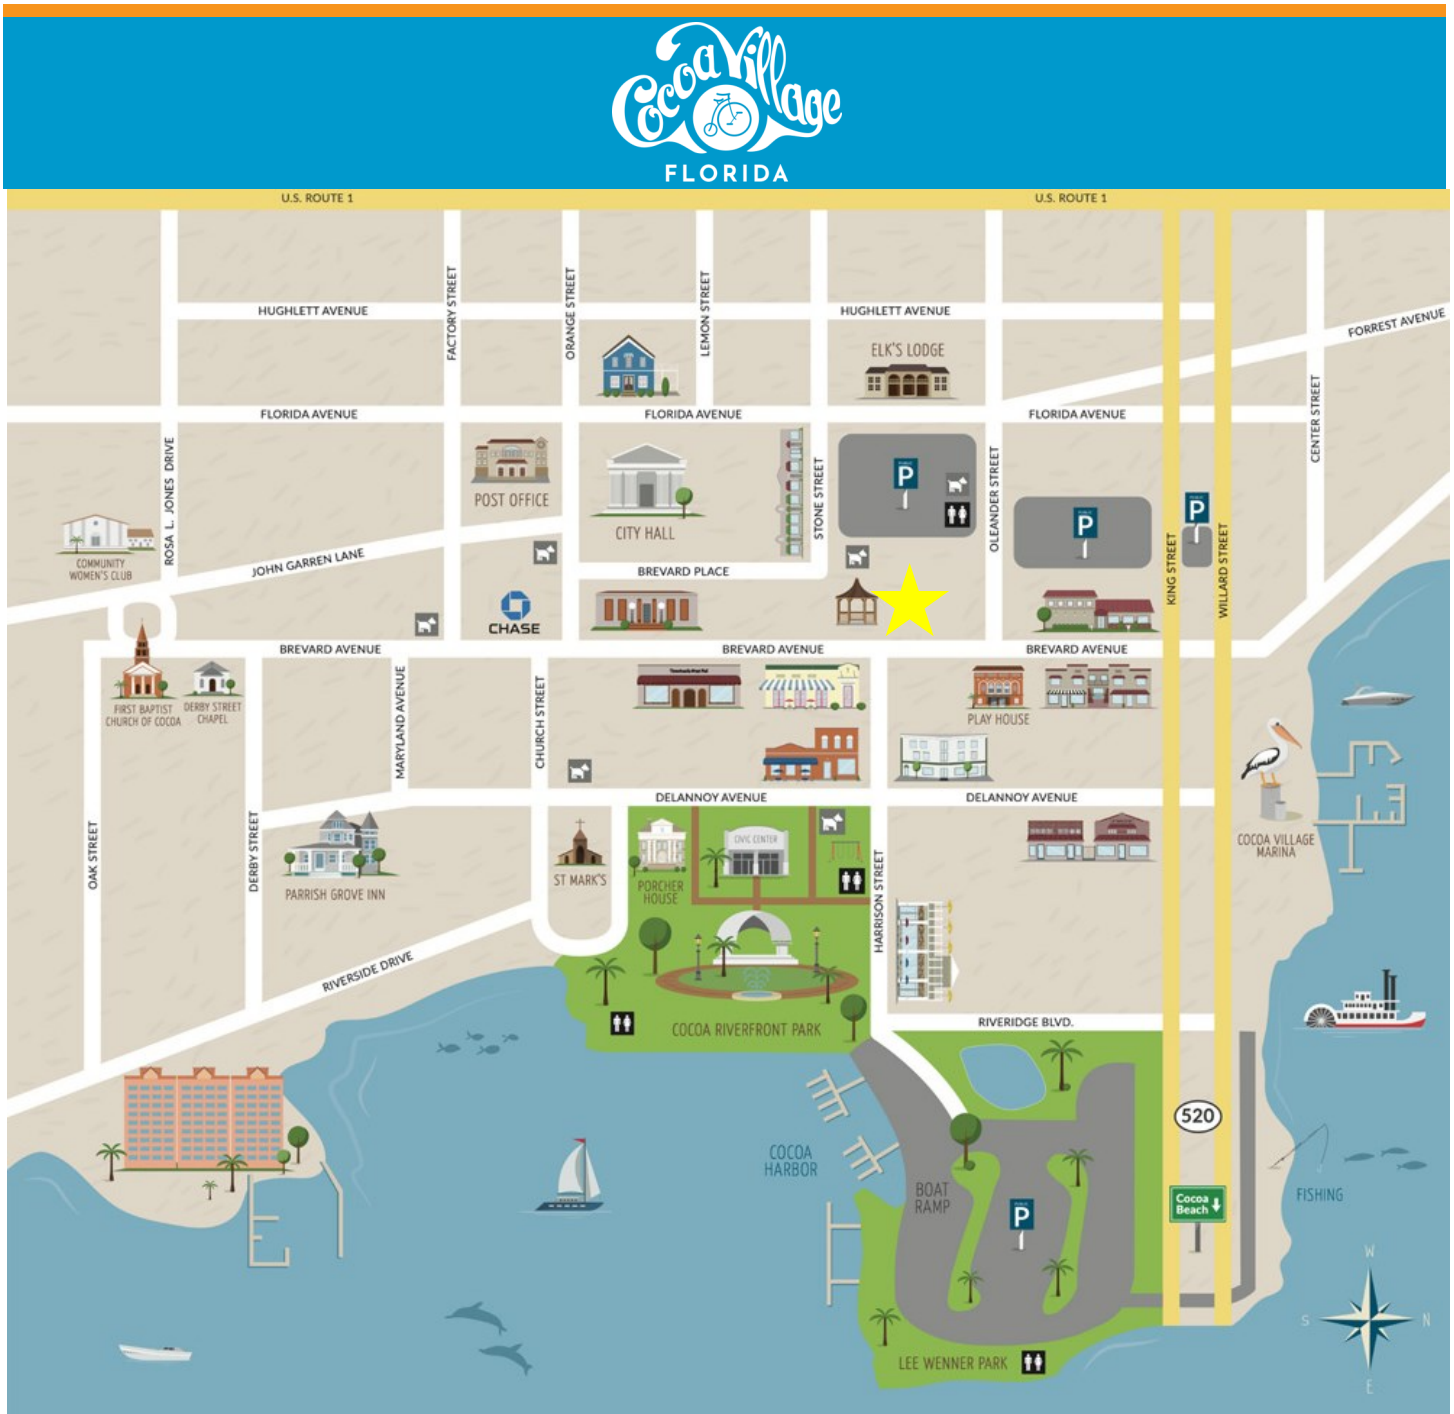 Cocoa Village
FLORIDA
U.S. ROUTE 1
U.S. ROUTE 1
HUGHLETT AVENUE
HUGHLETT AVENUE
FACTORY STREET
ORANGE STREET
LEMON STREET
FORREST AVENUE
ELK'S LODGE
FLORIDA AVENUE
FLORIDA AVENUE
FLORIDA AVENUE
CENTER STREET
ROSA L. JONES DRIVE
POST OFFICE
CITY HALL
STONE STREET
PUBLIC
P
OLEANDER STREET
PUBLIC
P
PUBLIC
P
KING STREET
WILLARD STREET
COMMUNITY
WOMEN'S CLUB
JOHN GARREN LANE
BREVARD PLACE
CHASE
BREVARD AVENUE
BREVARD AVENUE
BREVARD AVENUE
FIRST BAPTIST
CHURCH OF COCOA
DERBY STREET
CHAPEL
MARYLAND AVENUE
CHURCH STREET
PLAY HOUSE
DELANNOY AVENUE
DELANNOY AVENUE
OAK STREET
DERBY STREET
PARRISH GROVE INN
ST MARK'S
PORCHER
HOUSE
CIVIC CENTER
HARRISON STREET
COCOA VILLAGE
MARINA
RIVERSIDE DRIVE
COCOA RIVERFRONT PARK
RIVERIDGE BLVD.
520
COCOA
HARBOR
BOAT
RAMP
PUBLIC
P
Cocoa
Beach
FISHING
LEE WENNER PARK
W
S
N
E